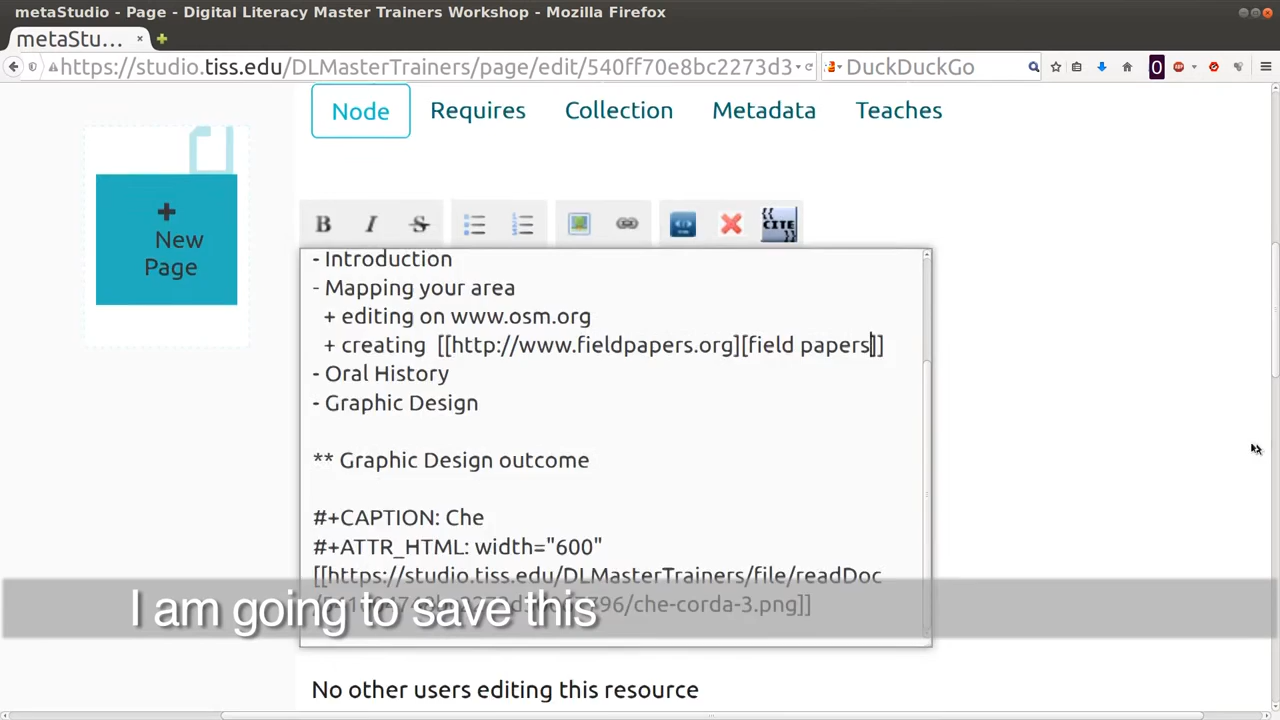 metaStudio - Page - Digital Literacy Master Trainers Workshop - Mozilla Firefox
metaStu...
https://studio.tiss.edu/DLMasterTrainers/page/edit/540ff70e8bc2273d3
DuckDuckGo
Node Requires Collection Metadata Teaches
+
New
Page
B I S
{{
CITE
}}
- Introduction
- Mapping your area
+ editing on www.osm.org
+ creating [[http://www.fieldpapers.org][field papers]]
- Oral History
- Graphic Design
** Graphic Design outcome
#+CAPTION: Che
#+ATTR_HTML: width="600"
[[https://studio.tiss.edu/DLMasterTrainers/file/readDoc
/che-corda-3.png]]
I am going to save this
No other users editing this resource